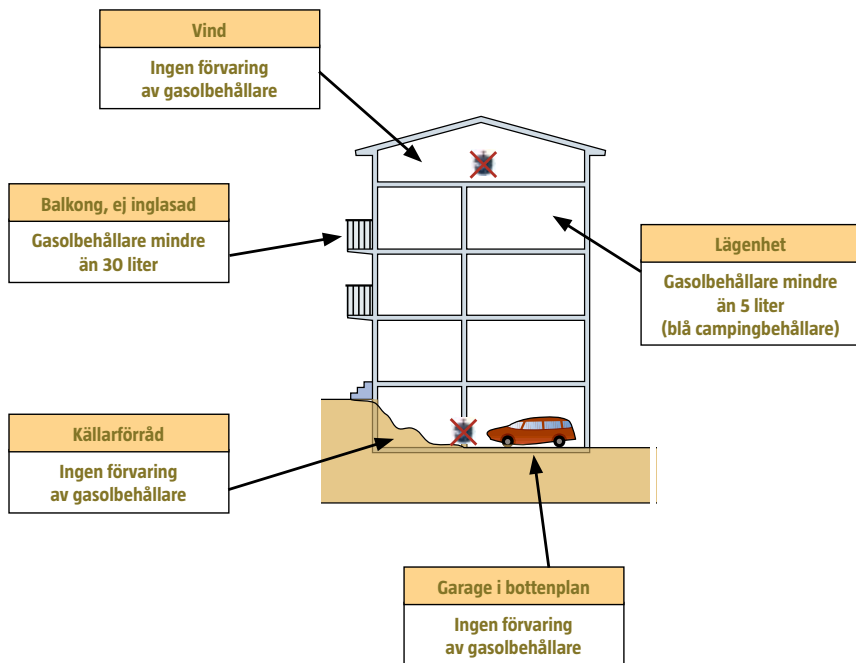 Vind
Ingen förvaring
av gasolbehållare
Balkong, ej inglasad
Gasolbehållare mindre
än 30 liter
Lägenhet
Gasolbehållare mindre
än 5 liter
(blå campingbehållare)
Källarförråd
Ingen förvaring
av gasolbehållare
Garage i bottenplan
Ingen förvaring
av gasolbehållare